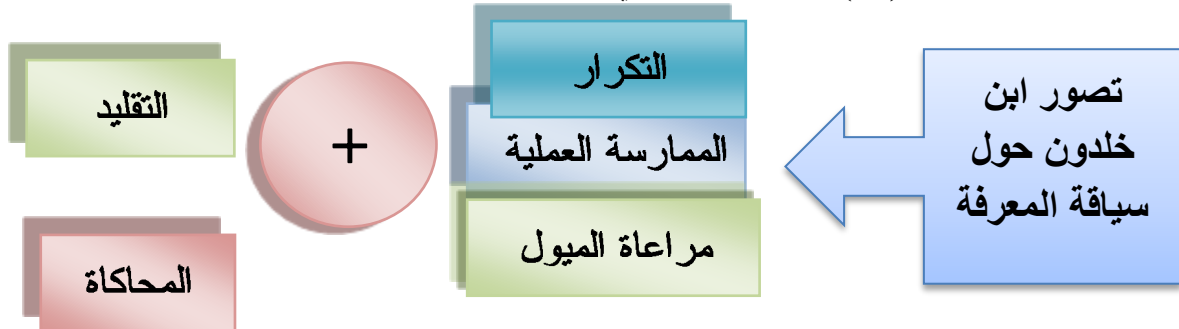 تصور ابن
خلدون حول
سياقة المعرفة
التكرار
الممارسة العملية
مراعاة الميول
+
التقليد
المحاكاة